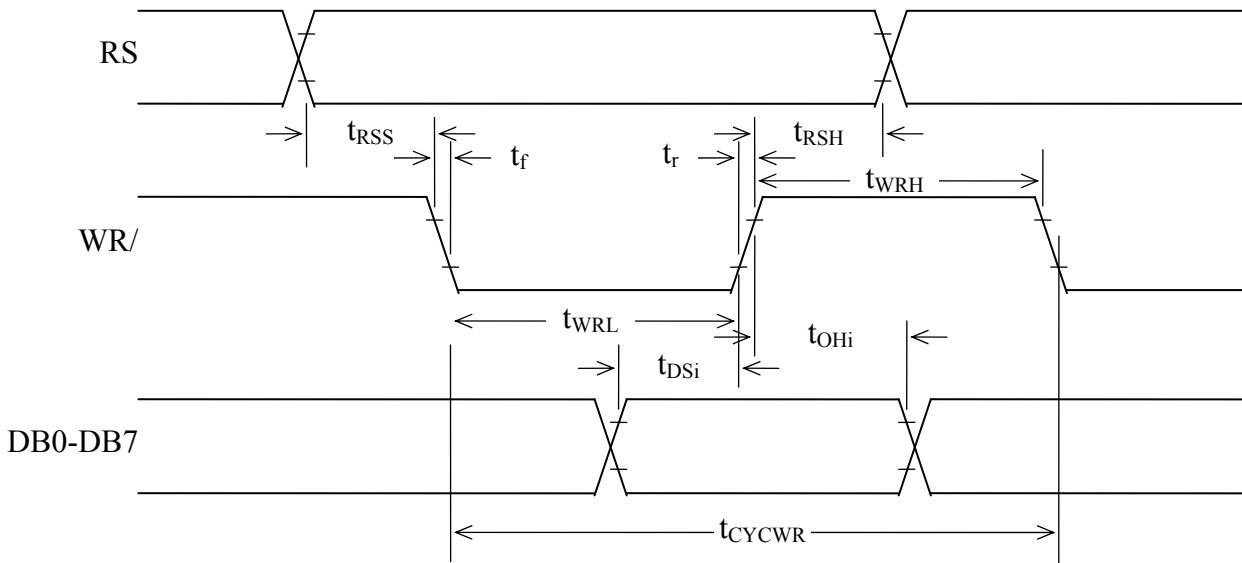 RS
tRSS
tRSH
tf
tr
tWRH
WR/
tWRL
tOHi
tDSi
DB0-DB7
tCYCWR